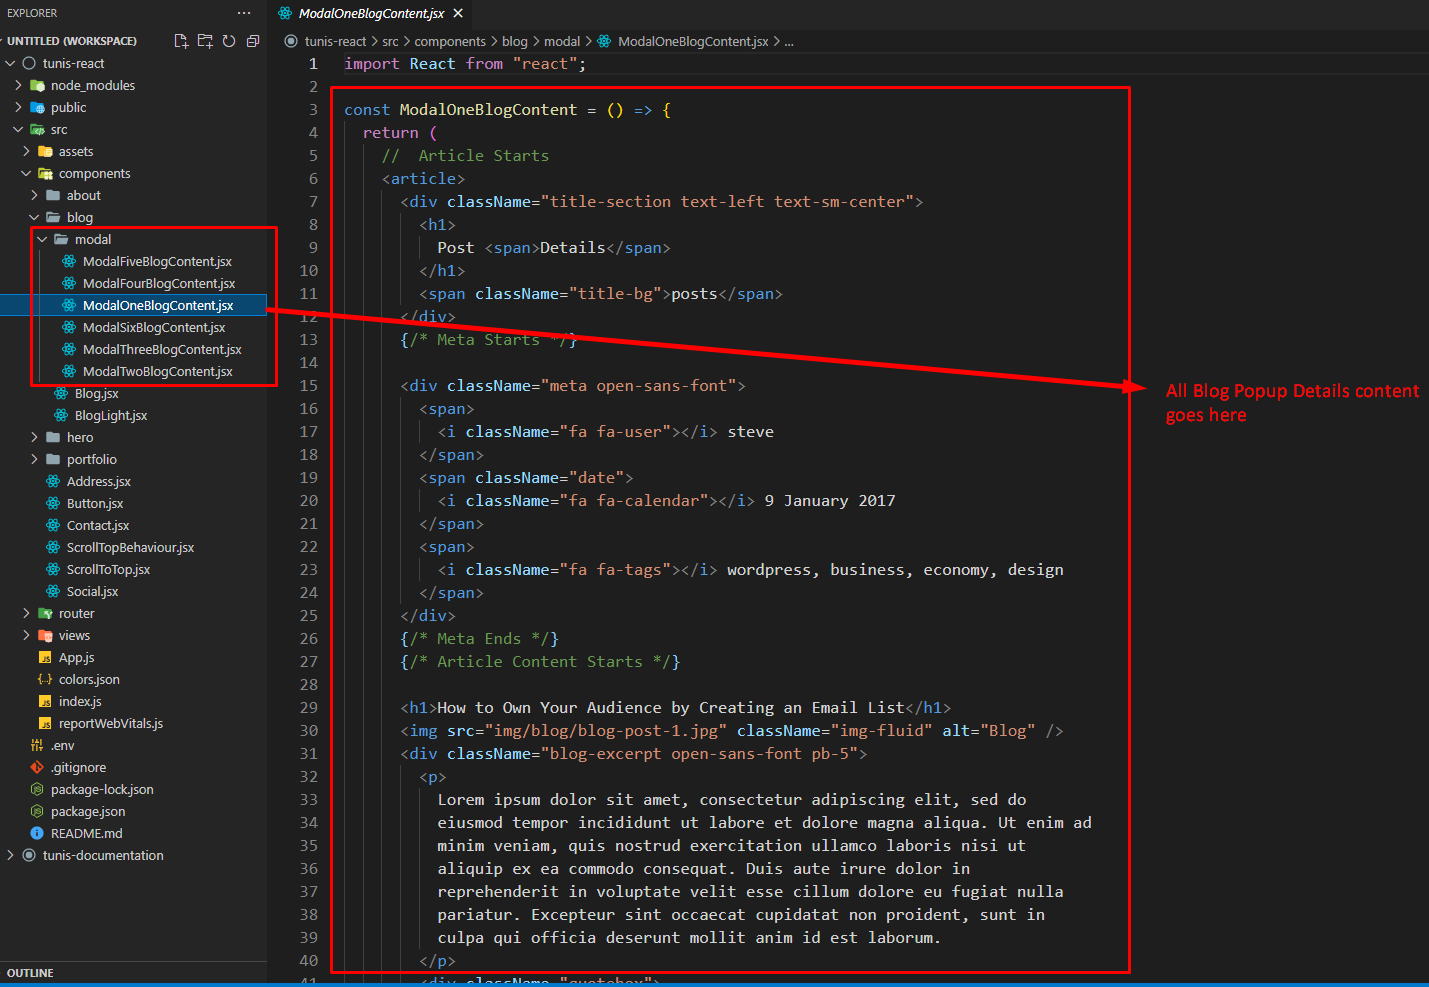 EXPLORER
UNTITLED (WORKSPACE)
tunis-react
node_modules
public
src
assets
components
about
blog
modal
ModalFiveBlogContent.jsx
ModalFourBlogContent.jsx
ModalOneBlogContent.jsx
ModalSixBlogContent.jsx
ModalThreeBlogContent.jsx
ModalTwoBlogContent.jsx
Blog.jsx
BlogLight.jsx
hero
portfolio
Address.jsx
Button.jsx
Contact.jsx
ScrollTopBehaviour.jsx
ScrollToTop.jsx
Social.jsx
router
views
App.js
colors.json
index.js
reportWebVitals.js
.env
.gitignore
package-lock.json
package.json
README.md
tunis-documentation
OUTLINE
ModalOneBlogContent.jsx
tunis-react > src > components > blog > modal > ModalOneBlogContent.jsx > ...
1 import React from "react";
2
3 const ModalOneBlogContent = () => {
4 return (
5 // Article Starts
6 <article>
7 <div className="title-section text-left text-sm-center">
8 <h1>
9 Post <span>Details</span>
10 </h1>
11 <span className="title-bg">posts</span>
12 </div>
13 {/* Meta Starts */}
14
15 <div className="meta open-sans-font">
16 <span>
17 <i className="fa fa-user"></i> steve
18 </span>
19 <span className="date">
20 <i className="fa fa-calendar"></i> 9 January 2017
21 </span>
22 <span>
23 <i className="fa fa-tags"></i> wordpress, business, economy, design
24 </span>
25 </div>
26 {/* Meta Ends */}
27 {/* Article Content Starts */}
28
29 <h1>How to Own Your Audience by Creating an Email List</h1>
30 <img src="img/blog/blog-post-1.jpg" className="img-fluid" alt="Blog" />
31 <div className="blog-excerpt open-sans-font pb-5">
32 <p>
33 Lorem ipsum dolor sit amet, consectetur adipiscing elit, sed do
34 eiusmod tempor incididunt ut labore et dolore magna aliqua. Ut enim ad
35 minim veniam, quis nostrud exercitation ullamco laboris nisi ut
36 aliquip ex ea commodo consequat. Duis aute irure dolor in
37 reprehenderit in voluptate velit esse cillum dolore eu fugiat nulla
38 pariatur. Excepteur sint occaecat cupidatat non proident, sunt in
39 culpa qui officia deserunt mollit anim id est laborum.
40 </p>
41 <div className="quotebox">
All Blog Popup Details content
goes here